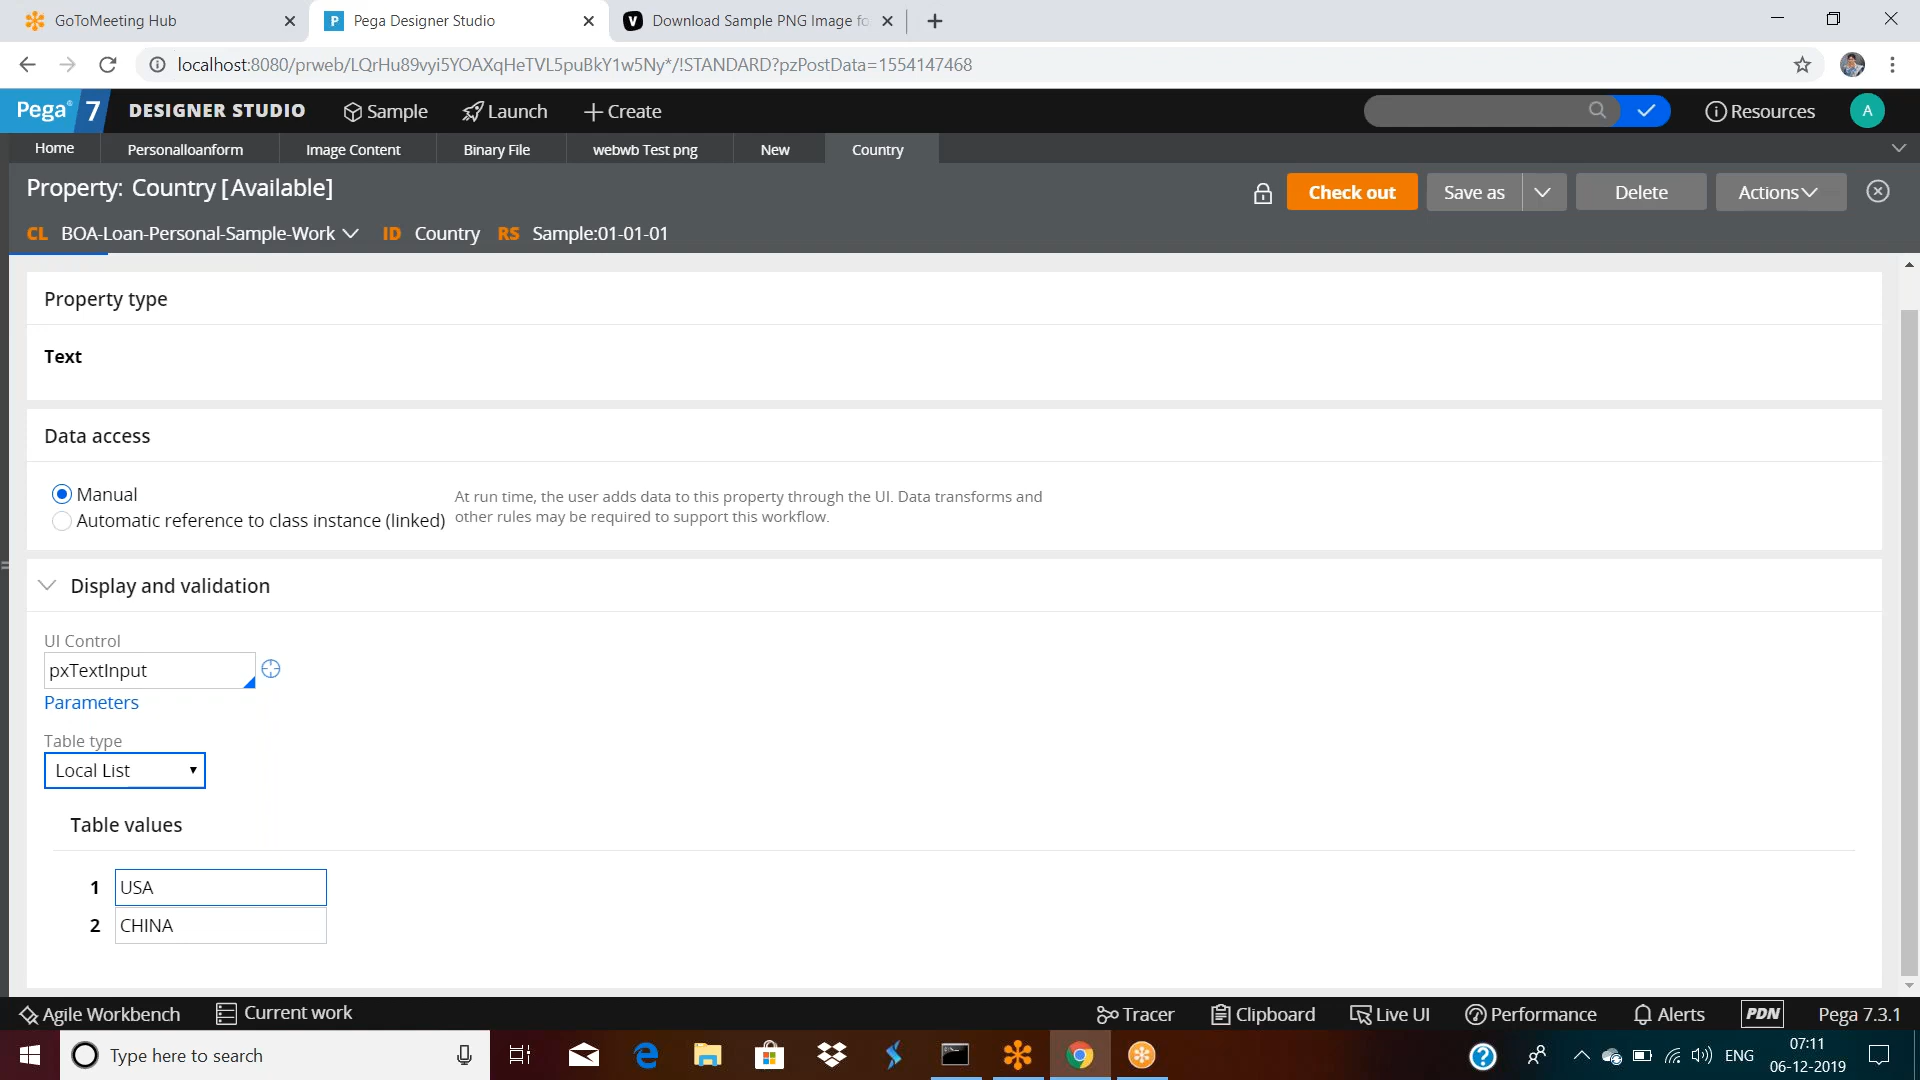 GoToMeeting Hub
Pega Designer Studio
Download Sample PNG Image fo
localhost:8080/prweb/LQrHu89vyi5YOAXqHeTVL5puBkY1w5Ny*/!STANDARD?pzPostData=1554147468
Pega 7 DESIGNER STUDIO Sample Launch Create Resources A
Home Personalloanform Image Content Binary File webwb Test png New Country
Property: Country [Available]
Check out Save as Delete Actions
CL BOA-Loan-Personal-Sample-Work ID Country RS Sample:01-01-01
Property type
Text
Data access
Manual
Automatic reference to class instance (linked)
At run time, the user adds data to this property through the UI. Data transforms and
other rules may be required to support this workflow.
Display and validation
UI Control
pxTextInput
Parameters
Table type
Local List
Table values
1 USA
2 CHINA
Agile Workbench Current work Tracer Clipboard Live UI Performance Alerts PDN Pega 7.3.1
Type here to search
ENG
07:11
06-12-2019